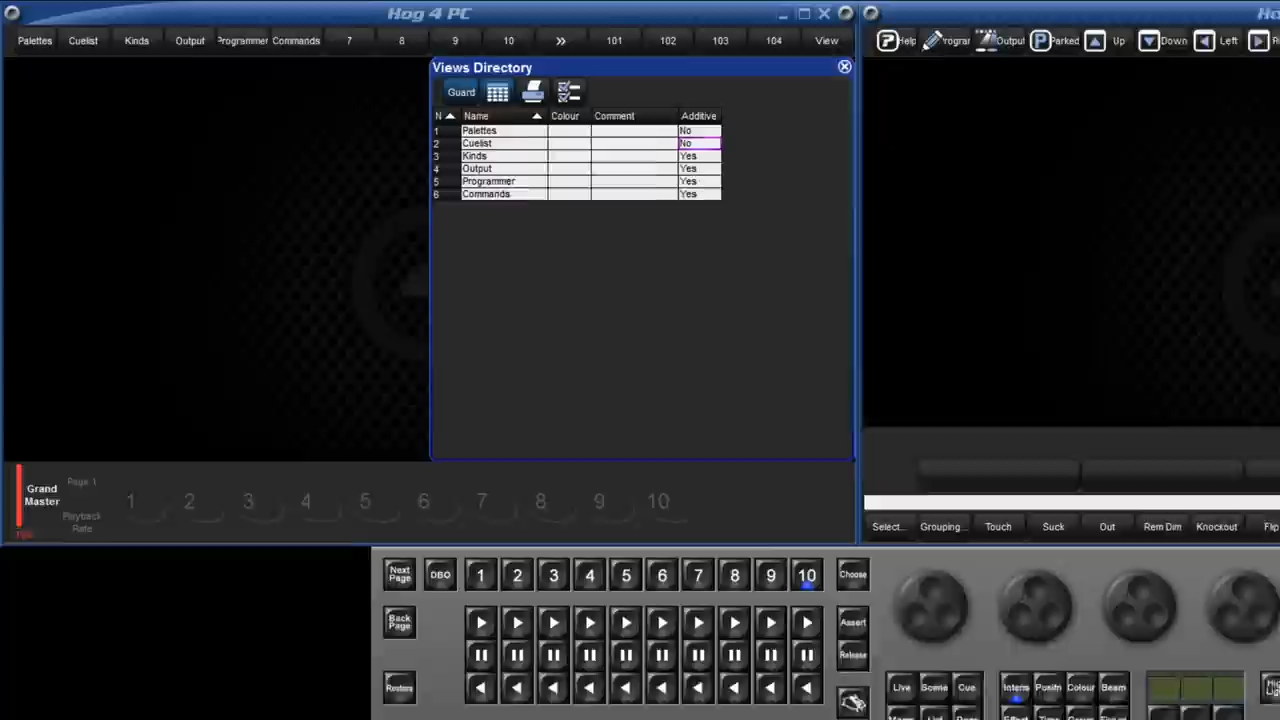 Hog 4 PC
Palettes Cuelist Kinds Output Programmer Commands 7 8 9 10 » 101 102 103 104 View
Help Output Parked Up Down Left
Views Directory
Guard
N Name Colour Comment Additive
1 Palettes No
2 Cuelist No
3 Kinds Yes
4 Output Yes
5 Programmer Yes
6 Commands Yes
Grand Master
Page 1
Playback Rate
1 2 3 4 5 6 7 8 9 10
Select... Grouping... Touch Suck Out Rem Dim Knockout Flip
Next Page DBO 1 2 3 4 5 6 7 8 9 10 Choose
Back Page Assert
Release
Restore
Live Scene Cue Intens Positn Colour Beam